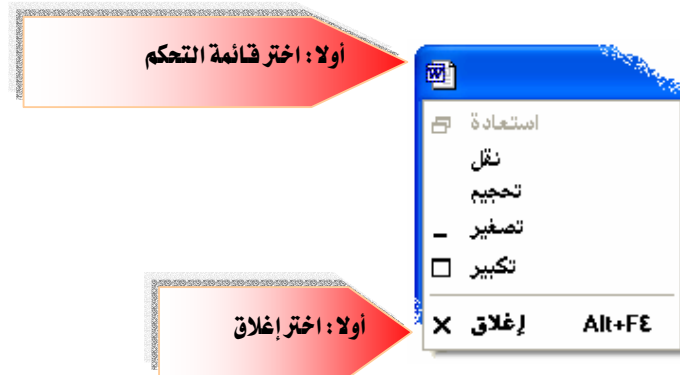 أولا : اختر قائمة التحكم
استعادة
نقل
تحجيم
تصغير
تكبير
إغلاق Alt+F٤
أولا : اختر إغلاق